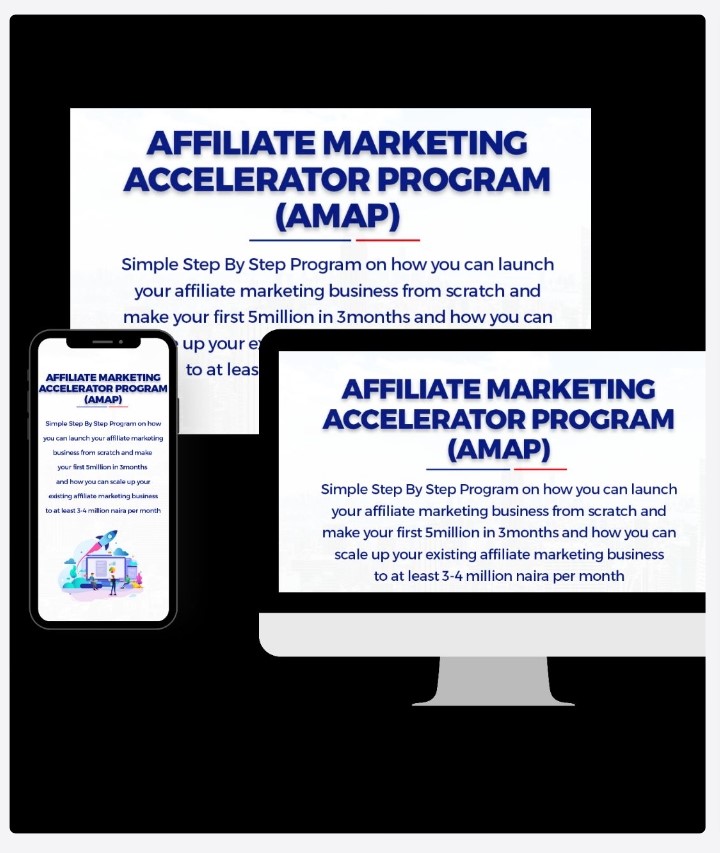 AFFILIATE MARKETING
ACCELERATOR PROGRAM
(AMAP)
Simple Step By Step Program on how you can launch
your affiliate marketing business from scratch and
make your first 5million in 3months and how you can
up your ex
to at leas
AFFILIATE MARKETING
ACCELERATOR PROGRAM
(AMAP)
Simple Step By Step Program on how
you can launch your affiliate marketing
business from scratch and make
your first 5million in 3months
and how you can scale up your
existing affiliate marketing business
to at least 3-4 million naira per month
AFFILIATE MARKETING
ACCELERATOR PROGRAM
(AMAP)
Simple Step By Step Program on how you can launch
your affiliate marketing business from scratch and
make your first 5million in 3months and how you can
scale up your existing affiliate marketing business
to at least 3-4 million naira per month